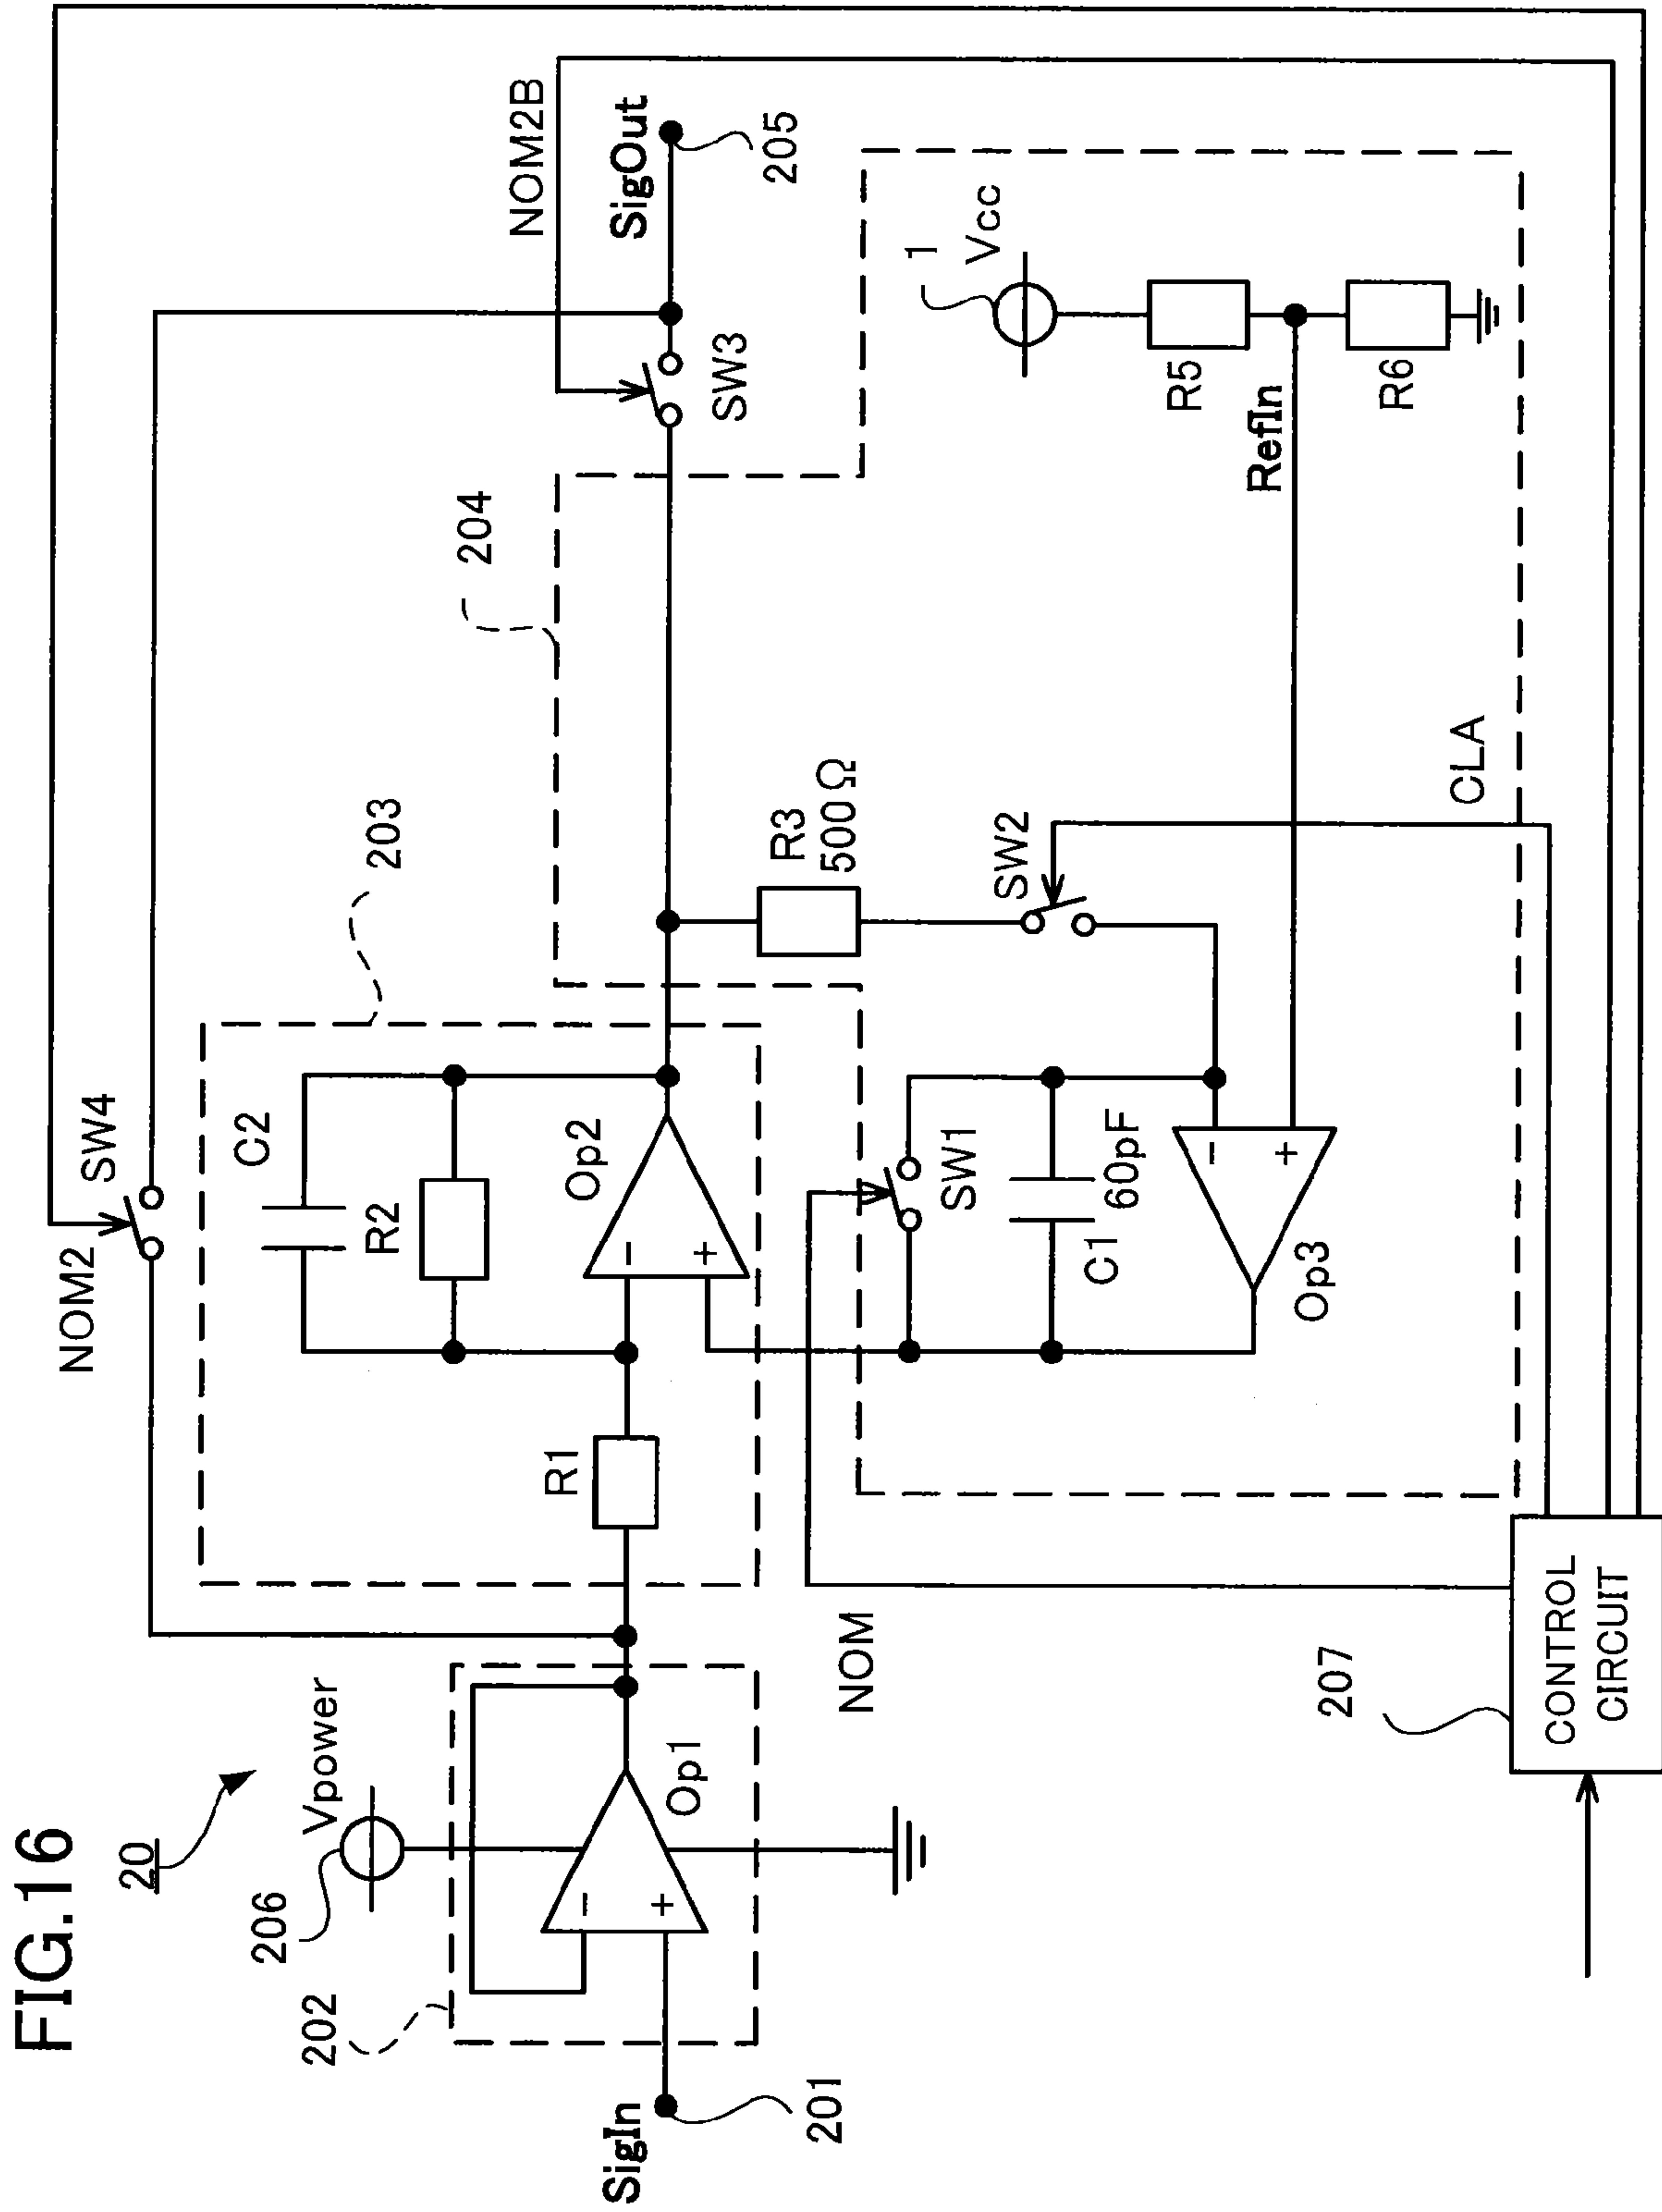 FIG.16
20
NOM2
SW4
NOM2B
206
Vpower
202
203
C2
R2
204
SigIn
201
Op1
R1
Op2
SW3
SigOut
205
NOM
SW1
C1
60pF
Op3
R3
500Ω
SW2
1
Vcc
R5
RefIn
R6
CLA
207
CONTROL
CIRCUIT
−
+
−
+
−
+